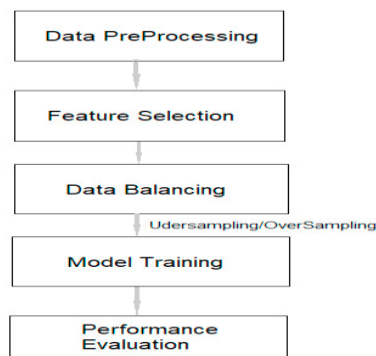 Data PreProcessing
Feature Selection
Data Balancing
Udersampling/OverSampling
Model Training
Performance
Evaluation